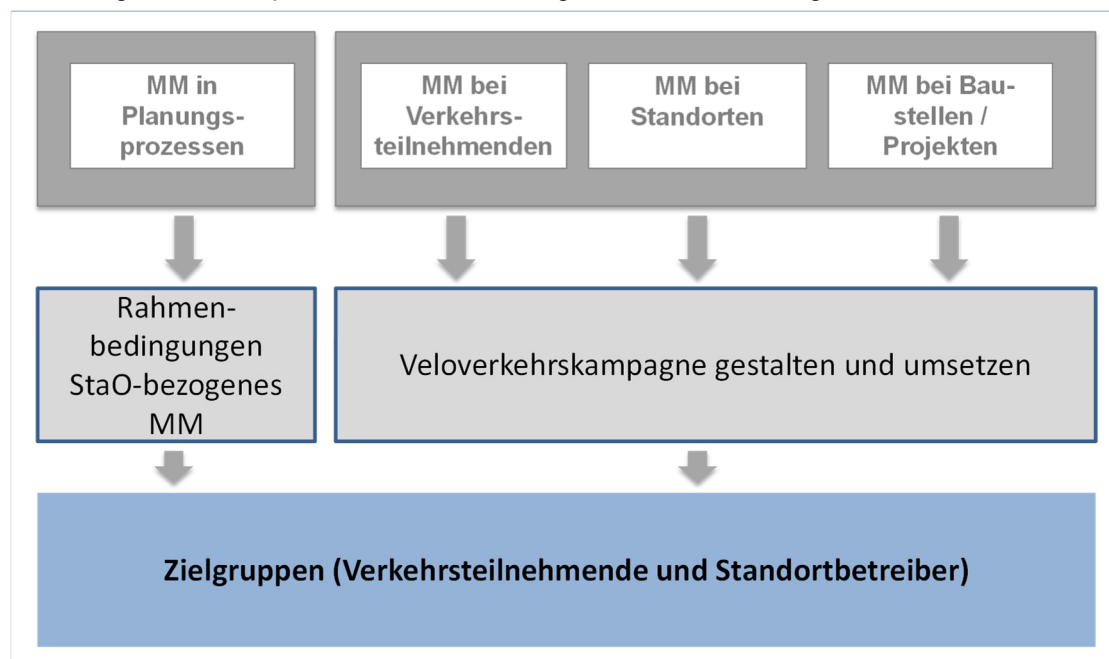 MM in
Planungs-
prozessen
MM bei
Verkehrs-
teilnehmenden
MM bei
Standorten
MM bei Bau-
stellen /
Projekten
Rahmen-
bedingungen
StaO-bezogenes
MM
Veloverkehrskampagne gestalten und umsetzen
Zielgruppen (Verkehrsteilnehmende und Standortbetreiber)